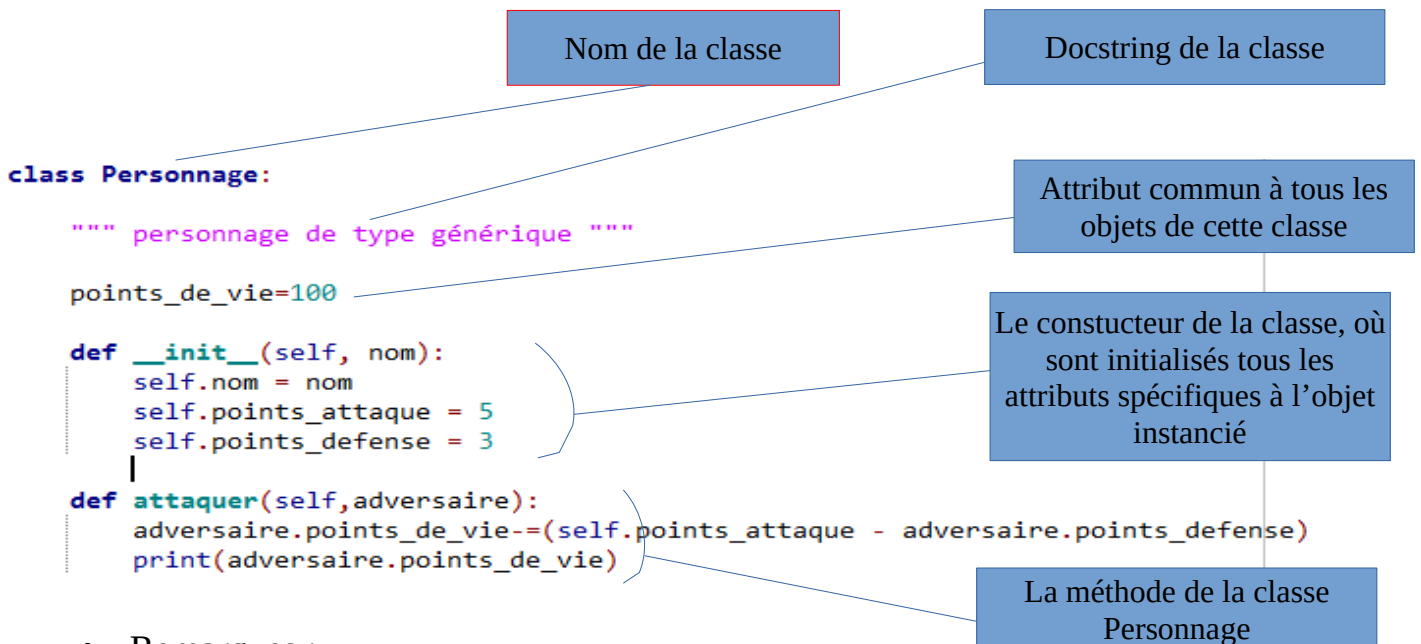 Nom de la classe
Docstring de la classe
class Personnage:
Attribut commun à tous les
objets de cette classe
""" personnage de type générique """
points_de_vie=100
Le constucteur de la classe, où
sont initialisés tous les
attributs spécifiques à l’objet
instancié
def __init__(self, nom):
self.nom = nom
self.points_attaque = 5
self.points_defense = 3
def attaquer(self,adversaire):
adversaire.points_de_vie-=(self.points_attaque - adversaire.points_defense)
print(adversaire.points_de_vie)
La méthode de la classe
Personnage